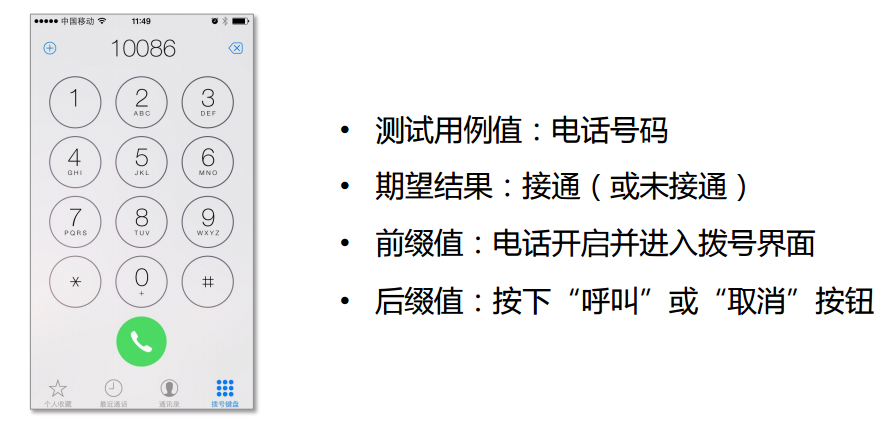 中国移动 11:49
10086
1 2 3
ABC DEF
4 5 6
GHI JKL MNO
7 8 9
PQRS TUV WXYZ
* 0 #
+
个人收藏 最近通话 通讯录 拨号键盘
• 测试用例值：电话号码
• 期望结果：接通（或未接通）
• 前缀值：电话开启并进入拨号界面
• 后缀值：按下“呼叫”或“取消”按钮